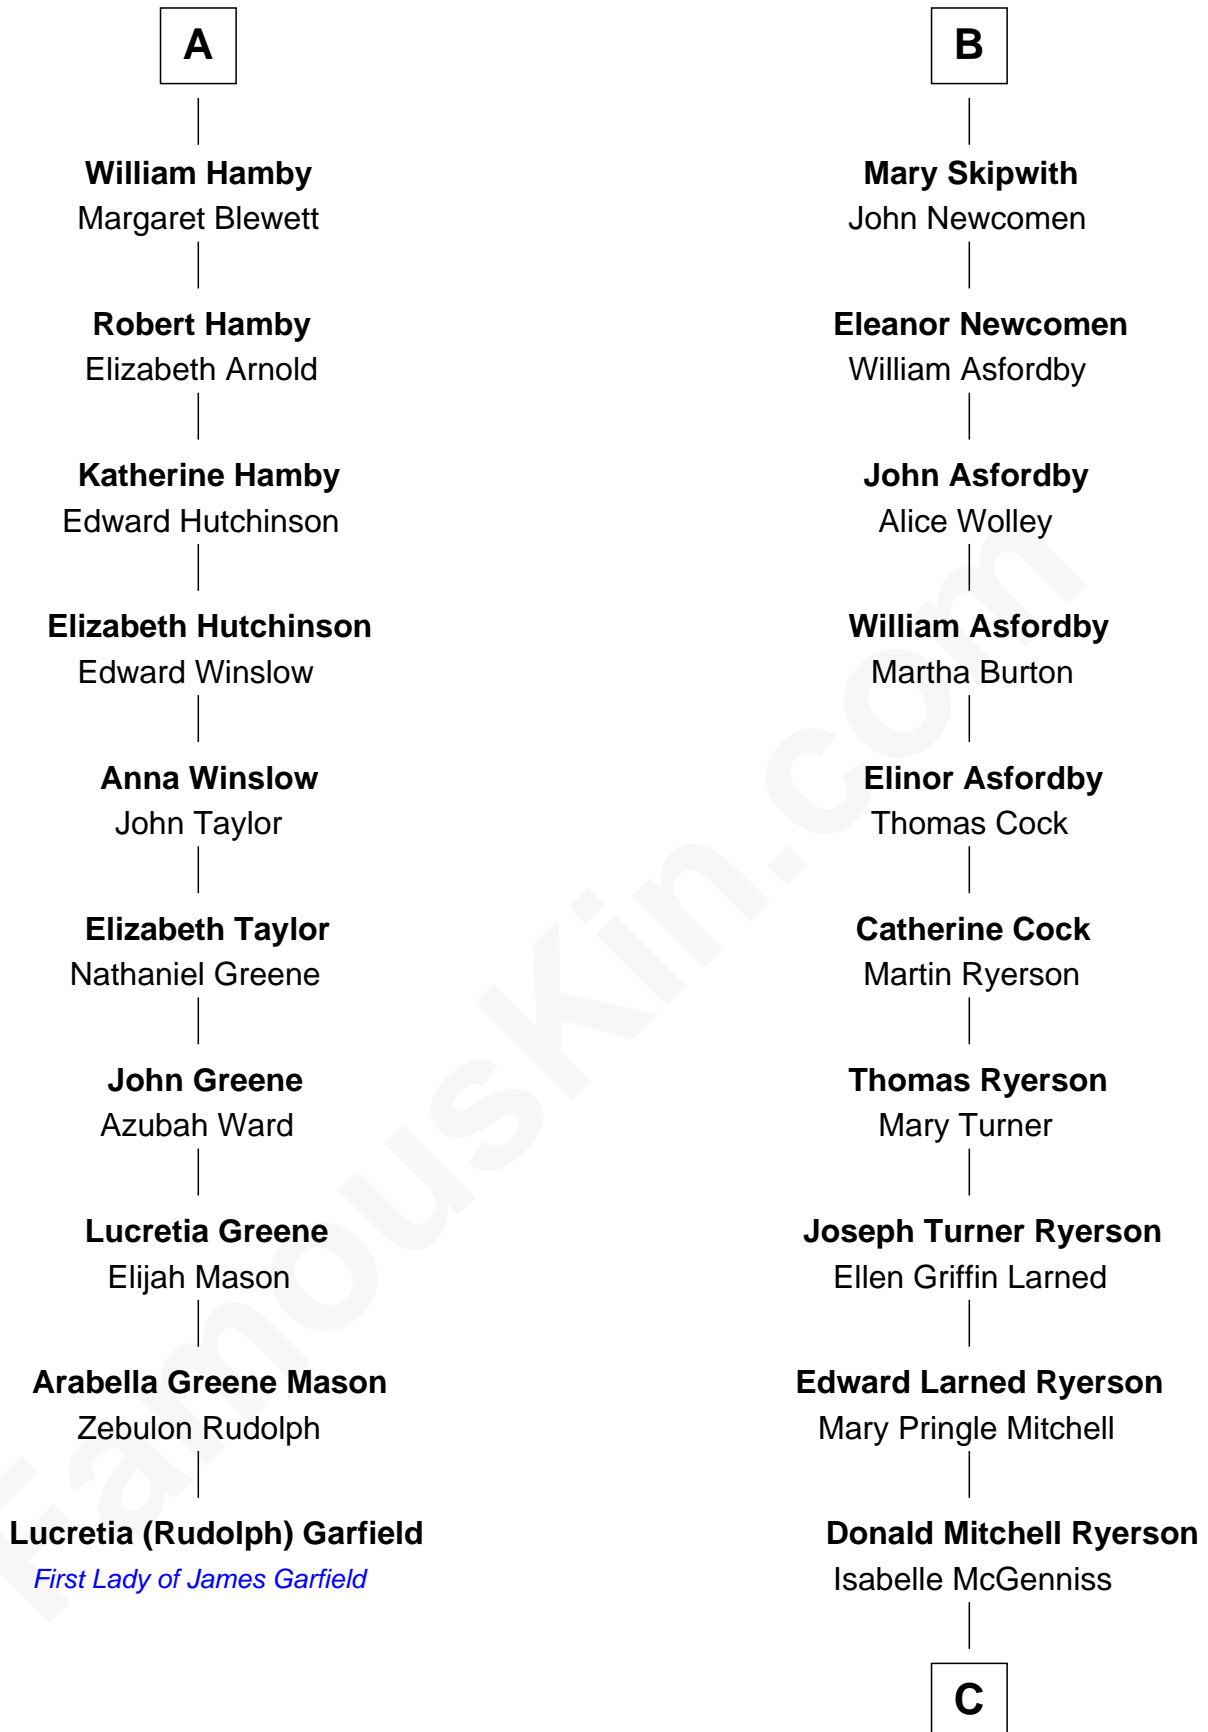 A
William Hamby
Margaret Blewett
Robert Hamby
Elizabeth Arnold
Katherine Hamby
Edward Hutchinson
Elizabeth Hutchinson
Edward Winslow
Anna Winslow
John Taylor
Elizabeth Taylor
Nathaniel Greene
John Greene
Azubah Ward
Lucretia Greene
Elijah Mason
Arabella Greene Mason
Zebulon Rudolph
Lucretia (Rudolph) Garfield
First Lady of James Garfield
B
Mary Skipwith
John Newcomen
Eleanor Newcomen
William Asfordby
John Asfordby
Alice Wolley
William Asfordby
Martha Burton
Elinor Asfordby
Thomas Cock
Catherine Cock
Martin Ryerson
Thomas Ryerson
Mary Turner
Joseph Turner Ryerson
Ellen Griffin Larned
Edward Larned Ryerson
Mary Pringle Mitchell
Donald Mitchell Ryerson
Isabelle McGenniss
C
FamousKin.com